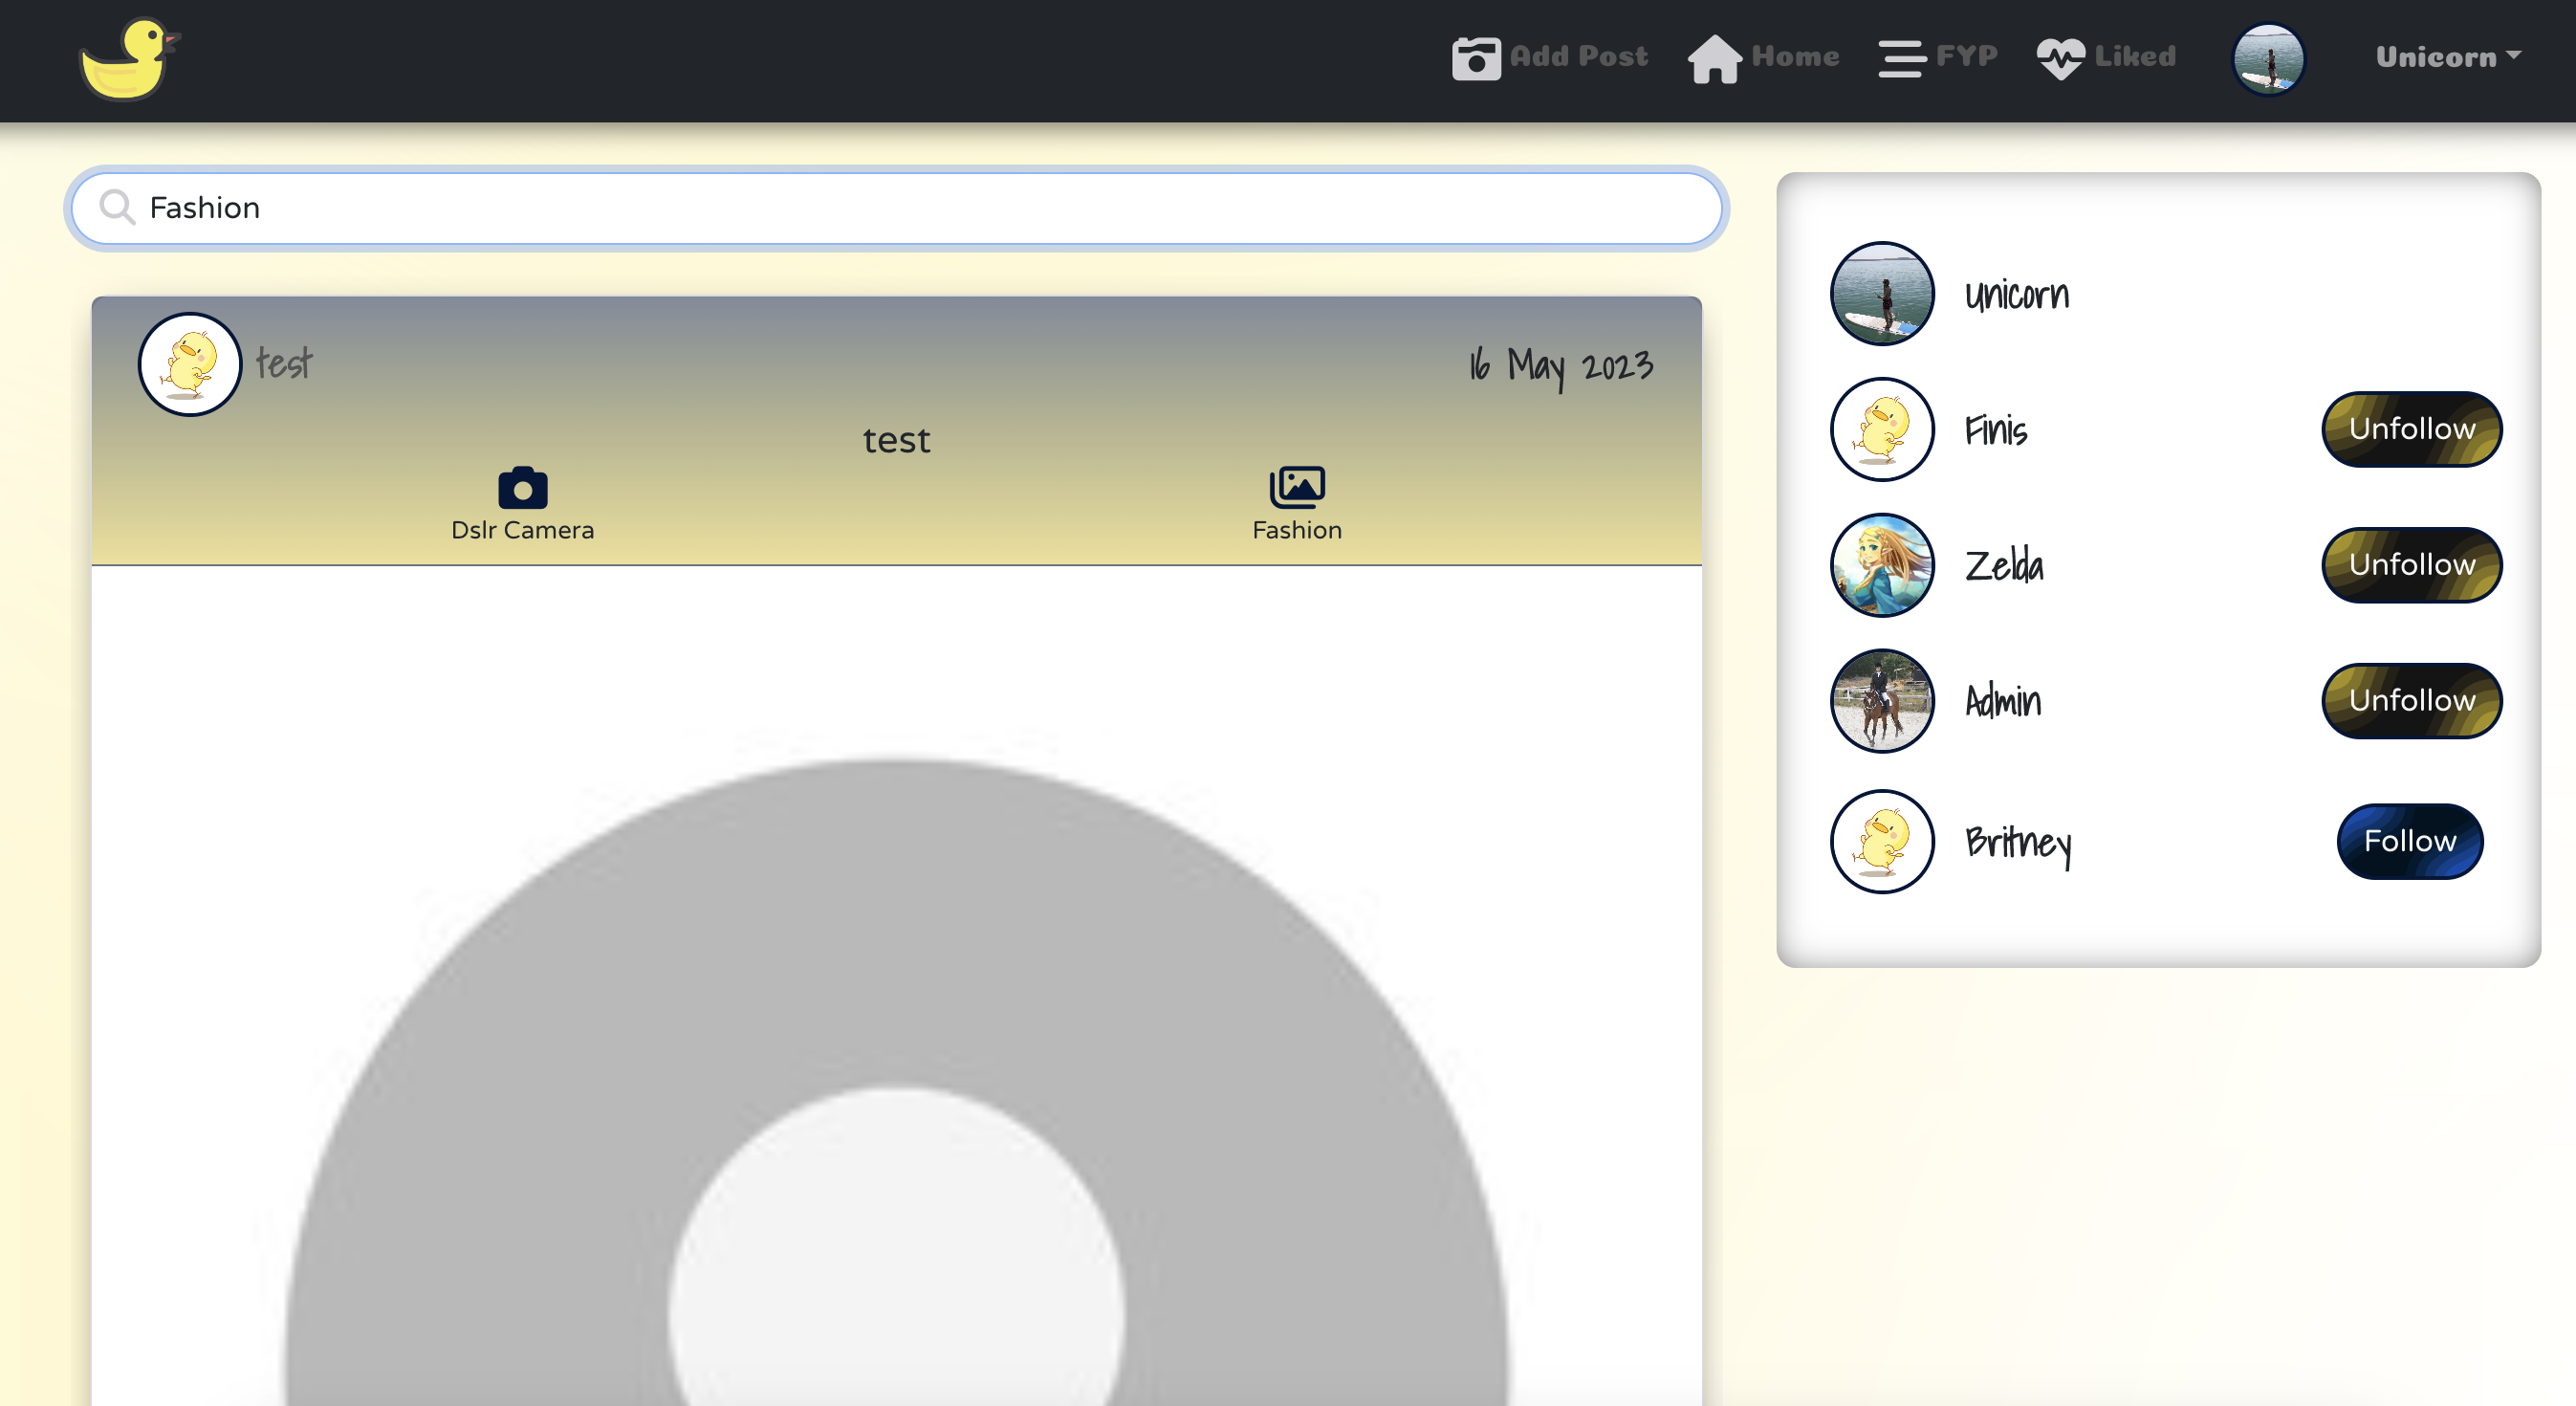 Add Post Home FYP Liked Unicorn
Fashion
test 16 May 2023
test
Dslr Camera Fashion
Unicorn
Finis Unfollow
Zelda Unfollow
Admin Unfollow
Britney Follow